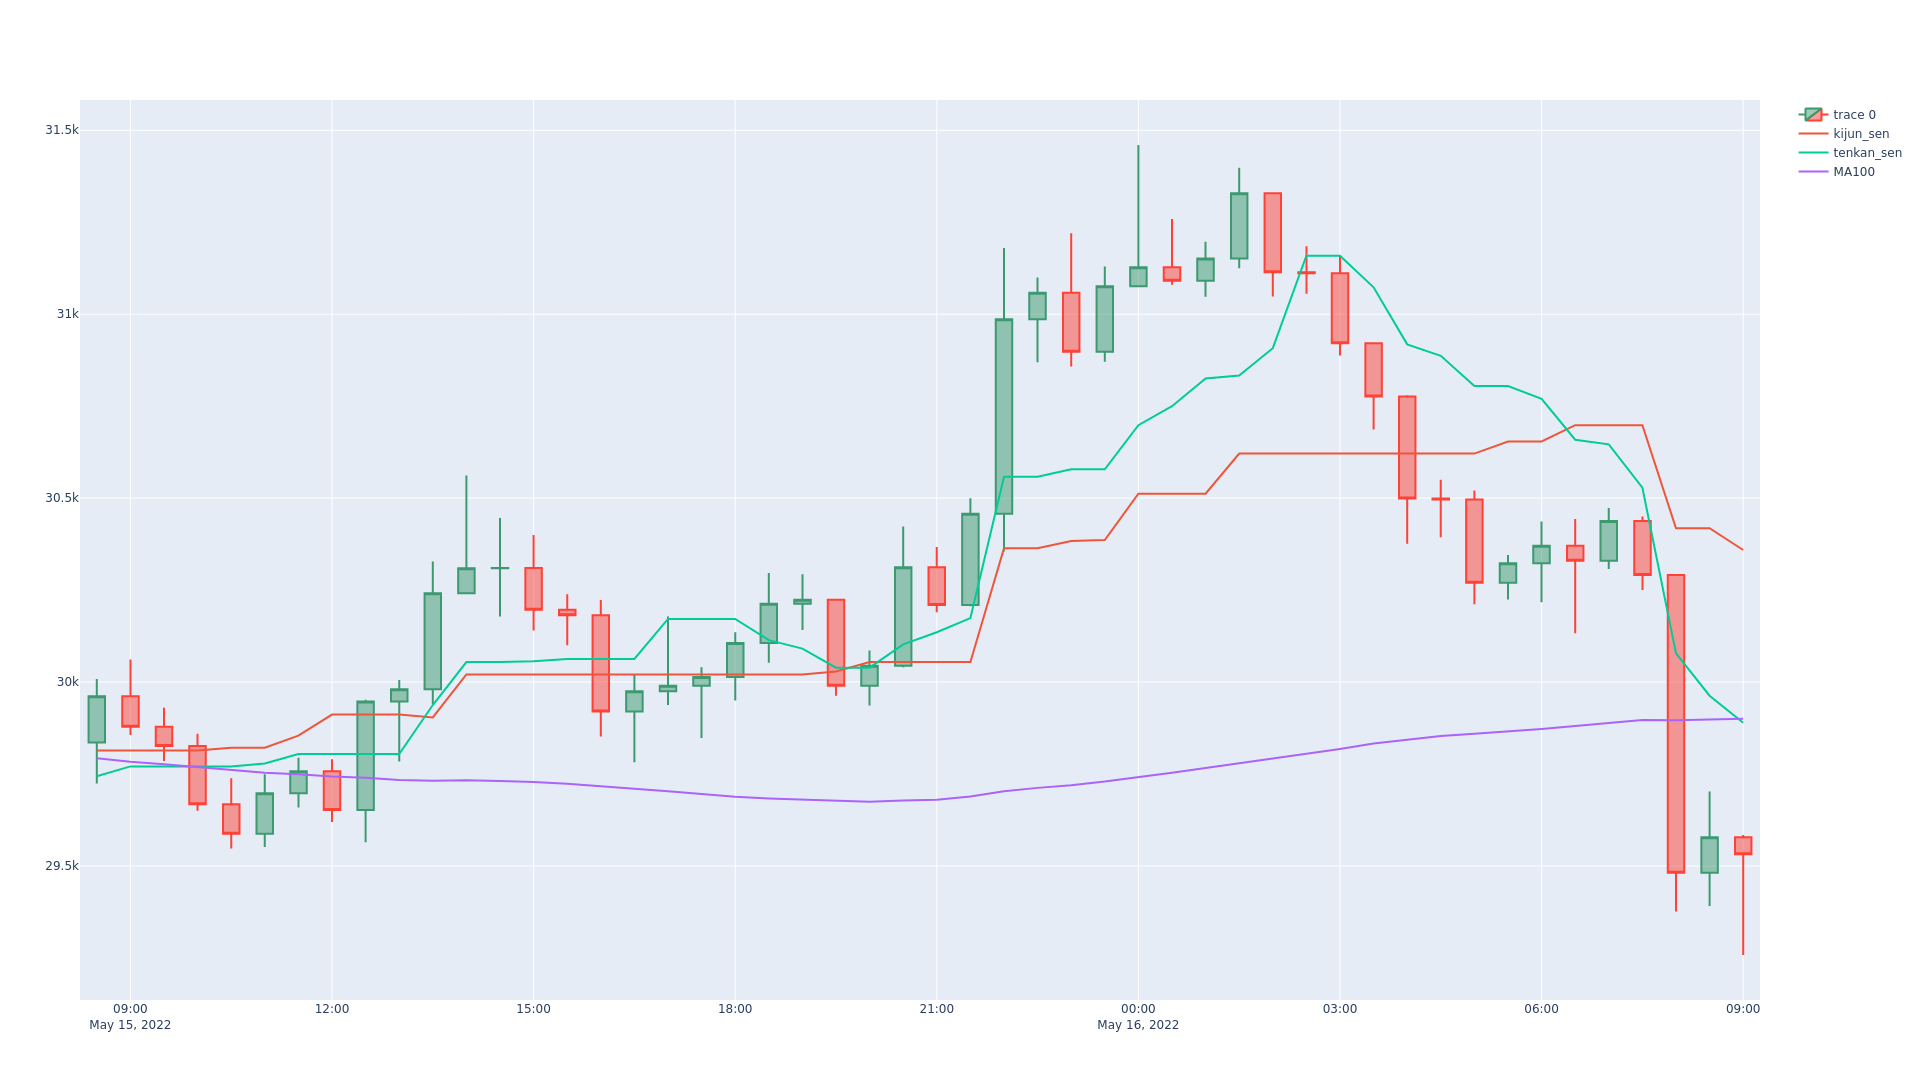 31.5k
31k
30.5k
30k
29.5k
09:00
May 15, 2022
12:00
15:00
18:00
21:00
00:00
May 16, 2022
03:00
06:00
09:00
trace 0
kijun_sen
tenkan_sen
MA100